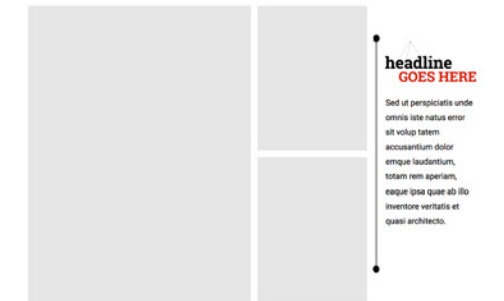 headline
GOES HERE
Sed ut perspiciatis unde
omnis iste natus error
sit volup tatem
accusantium dolor
emque laudantium,
totam rem aperiam,
eaque ipsa quae ab illo
inventore veritatis et
quasi architecto.